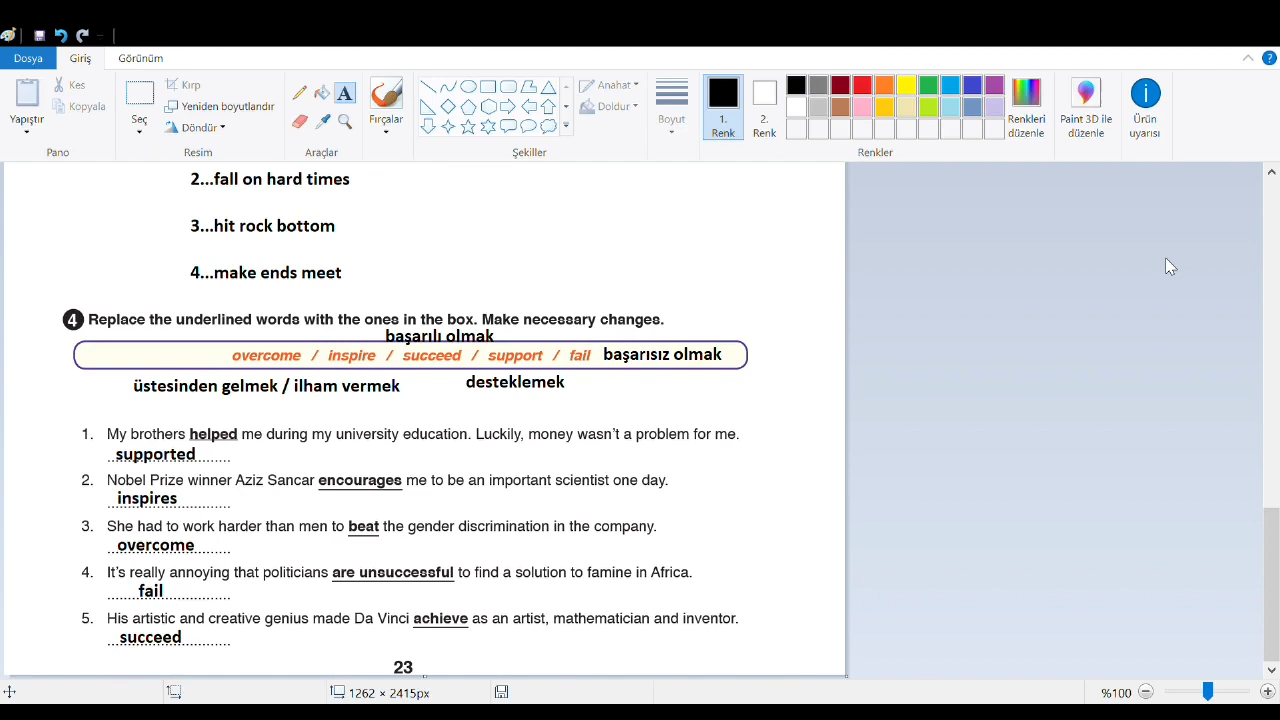 Dosya Giriş Görünüm
Yapıştır
Kes
Kopyala
Pano
Seç
Kırp
Yeniden boyutlandır
Döndür
Resim
Araçlar
Fırçalar
Şekiller
Anahat
Doldur
Boyut
1.
Renk
2.
Renk
Renkler
Renkleri
düzenle
Paint 3D ile
düzenle
Ürün
uyarısı
2...fall on hard times
3...hit rock bottom
4...make ends meet
4 Replace the underlined words with the ones in the box. Make necessary changes.
başarılı olmak
overcome / inspire / succeed / support / fail başarısız olmak
üstesinden gelmek / ilham vermek desteklemek
1. My brothers helped me during my university education. Luckily, money wasn't a problem for me.
supported
2. Nobel Prize winner Aziz Sancar encourages me to be an important scientist one day.
inspires
3. She had to work harder than men to beat the gender discrimination in the company.
overcome
4. It's really annoying that politicians are unsuccessful to find a solution to famine in Africa.
fail
5. His artistic and creative genius made Da Vinci achieve as an artist, mathematician and inventor.
succeed
23
1262 × 2415px
%100